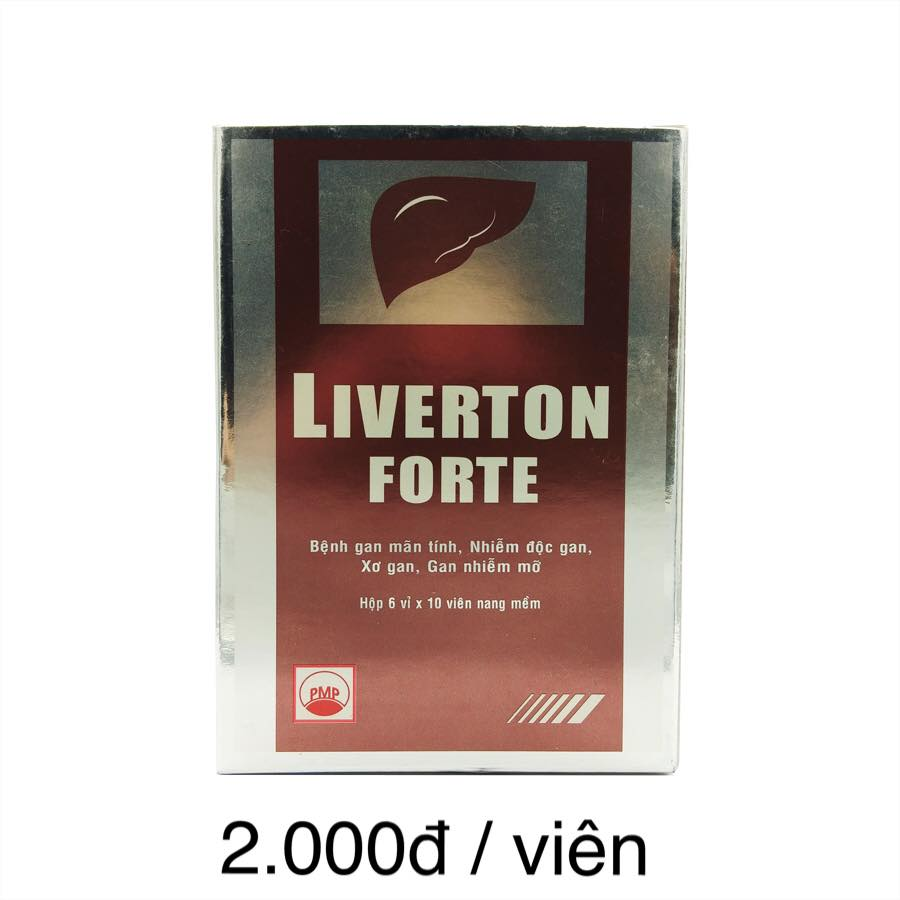 LIVERTON
FORTE
Bệnh gan mãn tính, Nhiễm độc gan,
Xơ gan, Gan nhiễm mỡ
Hộp 6 vỉ x 10 viên nang mềm
PMP
2.000đ / viên